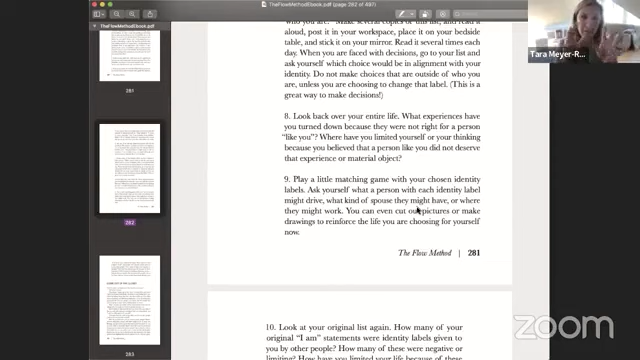 TheFlowMethodEbook.pdf
TheFlowMethodEbook.pdf (page 282 of 497)
TheFlowMethodEbook.pdf
281
282
283
Tara Meyer-R...
who you are." Make several copies of this list, and read it
aloud, post it in your workspace, place it on your bedside
table, and stick it on your mirror. Read it several times each
day. When you are faced with decisions, go to your list and
ask yourself which choice would be in alignment with your
identity. Do not make choices that are outside of who you
are, unless you are choosing to change that label. (This is a
great way to make decisions!)
8. Look back over your entire life. What experiences have
you turned down because they were not right for a person
"like you"? Where have you limited yourself or your thinking
because you believed that a person like you did not deserve
that experience or material object?
9. Play a little matching game with your chosen identity
labels. Ask yourself what a person with each identity label
might drive, what kind of spouse they might have, or where
they might work. You can even cut out pictures or make
drawings to reinforce the life you are choosing for yourself
now.
The Flow Method | 281
10. Look at your original list again. How many of your
original "I am" statements were identity labels given to
you by other people? How many of these were negative or
limiting? How have you limited your life because of these
zoom